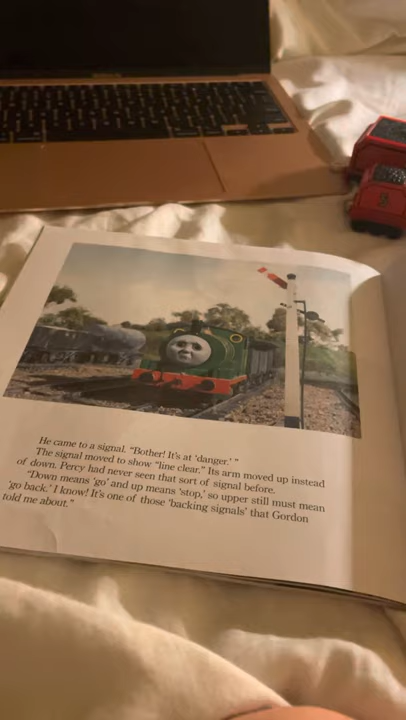 He came to a signal. "Bother! It's at 'danger.' "
The signal moved to show "line clear." Its arm moved up instead
of down. Percy had never seen that sort of signal before.
"Down means 'go' and up means 'stop,' so upper still must mean
'go back.' I know! It's one of those 'backing signals' that Gordon
told me about."